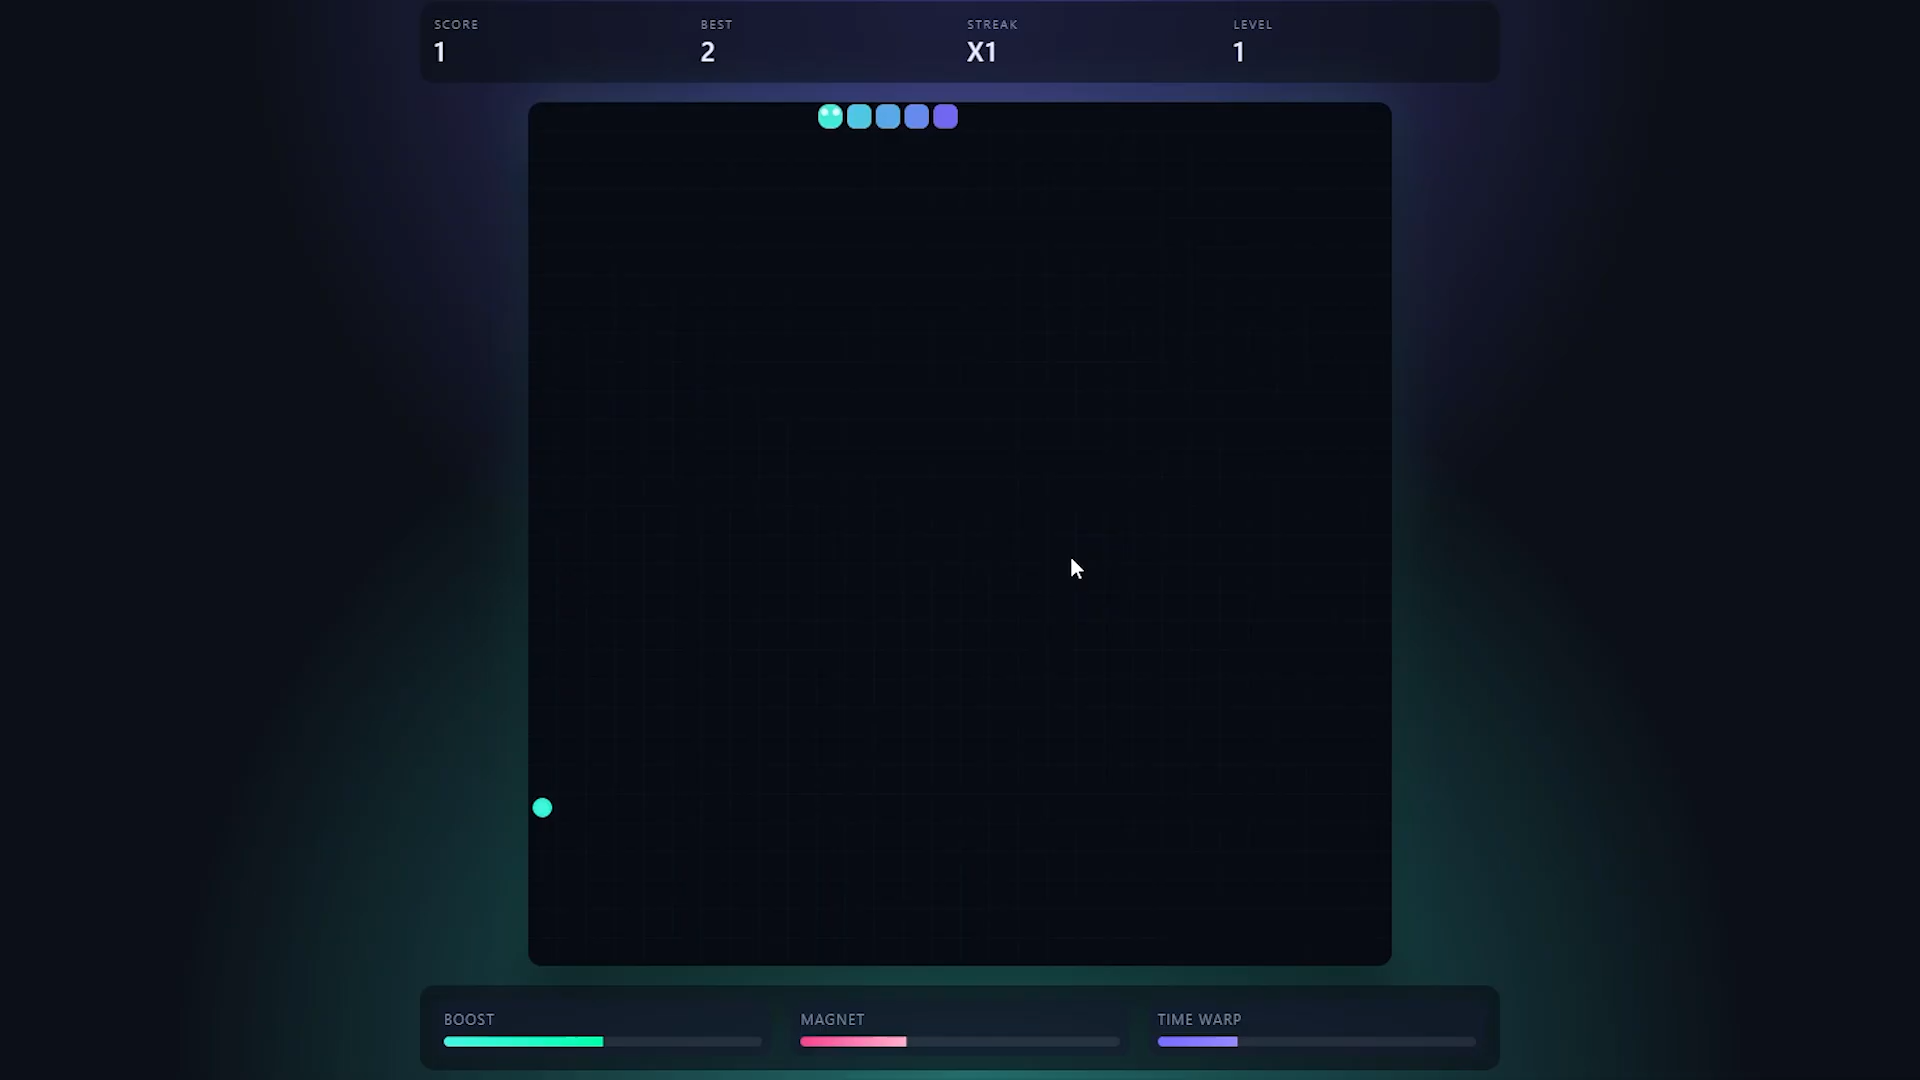 SCORE
1
BEST
2
STREAK
X1
LEVEL
1
BOOST
MAGNET
TIME WARP